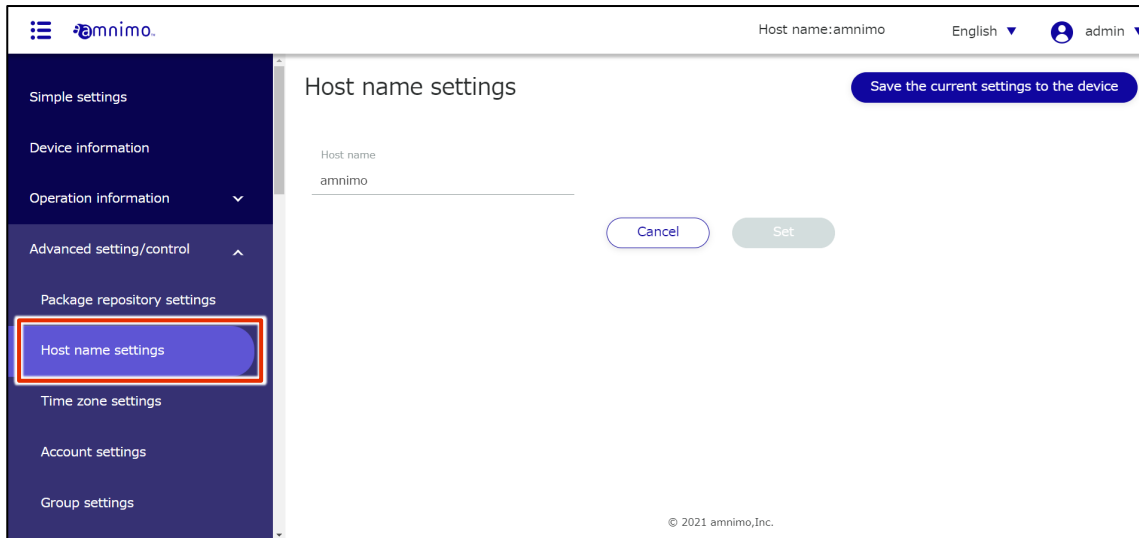 amnimo
Host name:amnimo
English
admin
Simple settings
Device information
Operation information
Advanced setting/control
Package repository settings
Host name settings
Time zone settings
Account settings
Group settings
Host name settings
Save the current settings to the device
Host name
amnimo
Cancel
Set
© 2021 amnimo,Inc.